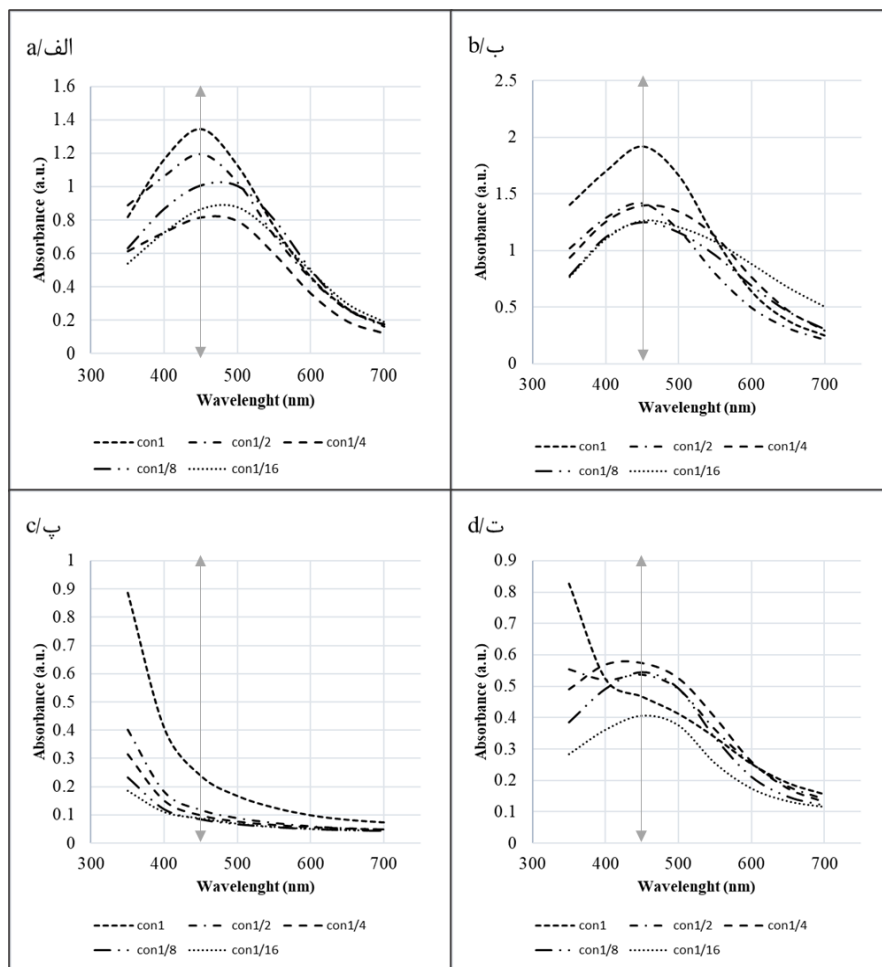 a/الف
1.6
1.4
1.2
1
0.8
0.6
0.4
0.2
0
Absorbance (a.u.)
300 400 500 600 700
Wavelenght (nm)
con1 con1/2 con1/4
con1/8 con1/16
b/ب
2.5
2
1.5
1
0.5
0
Absorbance (a.u.)
300 400 500 600 700
Wavelenght (nm)
con1 con1/2 con1/4
con1/8 con1/16
c/پ
1
0.9
0.8
0.7
0.6
0.5
0.4
0.3
0.2
0.1
0
Absorbance (a.u.)
300 400 500 600 700
Wavelenght (nm)
con1 con1/2 con1/4
con1/8 con1/16
d/ت
0.9
0.8
0.7
0.6
0.5
0.4
0.3
0.2
0.1
0
Absorbance (a.u.)
300 400 500 600 700
Wavelenght (nm)
con1 con1/2 con1/4
con1/8 con1/16